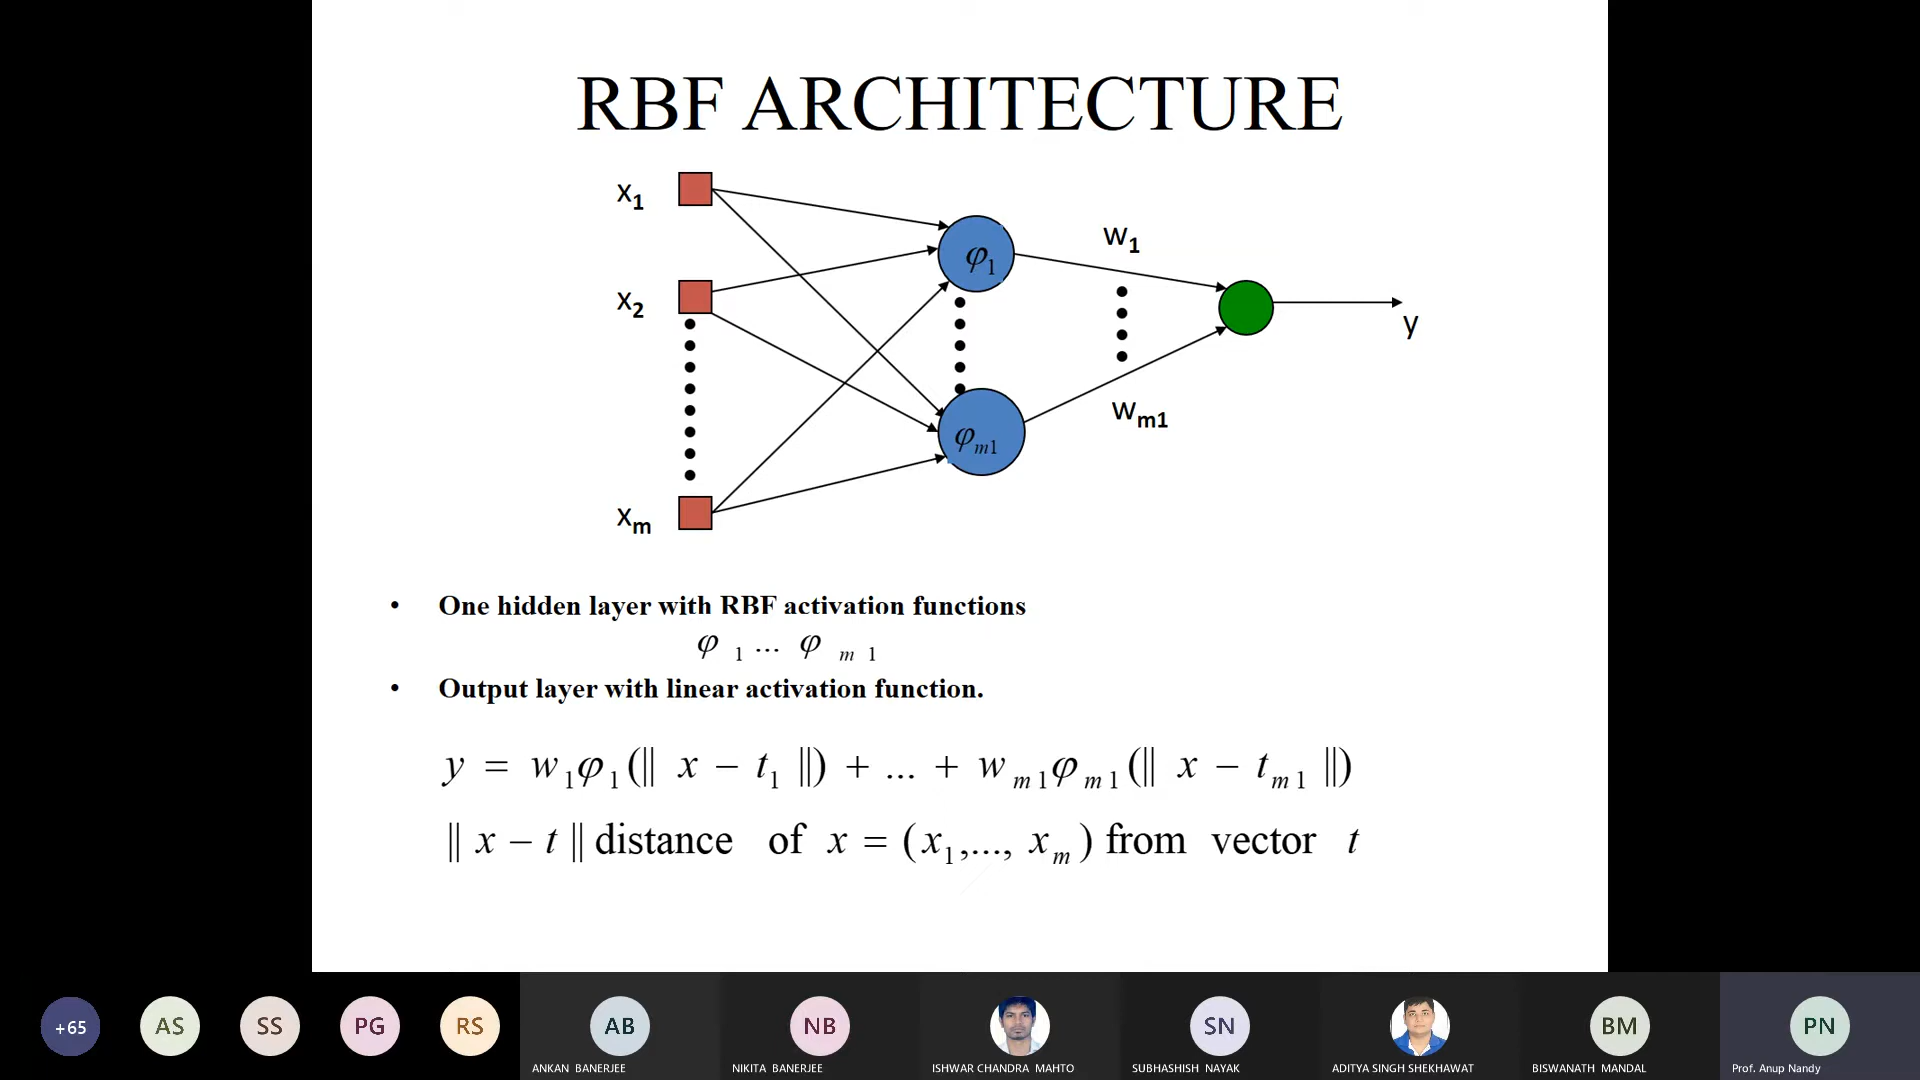 RBF ARCHITECTURE
x1
x2
xm
φ1
φm1
w1
wm1
y
• One hidden layer with RBF activation functions
φ 1 ... φ m 1
• Output layer with linear activation function.
y = w1φ1(|| x − t1 ||) + ... + wm1φm1(|| x − tm1 ||)
|| x − t || distance of x = (x1,..., xm) from vector t
+65
AS
SS
PG
RS
AB
NB
SN
BM
PN
ANKAN BANERJEE
NIKITA BANERJEE
ISHWAR CHANDRA MAHTO
SUBHASHISH NAYAK
ADITYA SINGH SHEKHAWAT
BISWANATH MANDAL
Prof. Anup Nandy